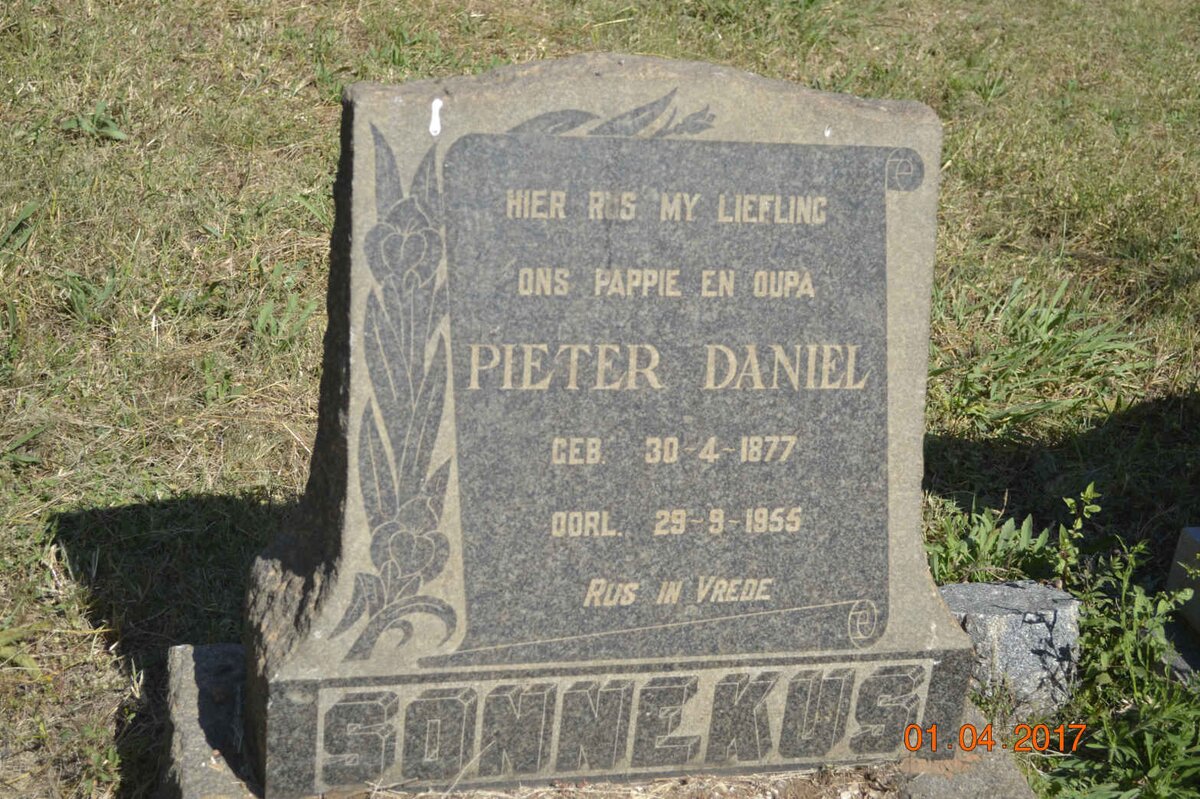 HIER RUS MY LIEFLING
ONS PAPPIE EN OUPA
PIETER DANIEL
GEB. 30-4-1877
OORL. 29-9-1955
RUS IN VREDE
SONNEKUS
01.04.2017